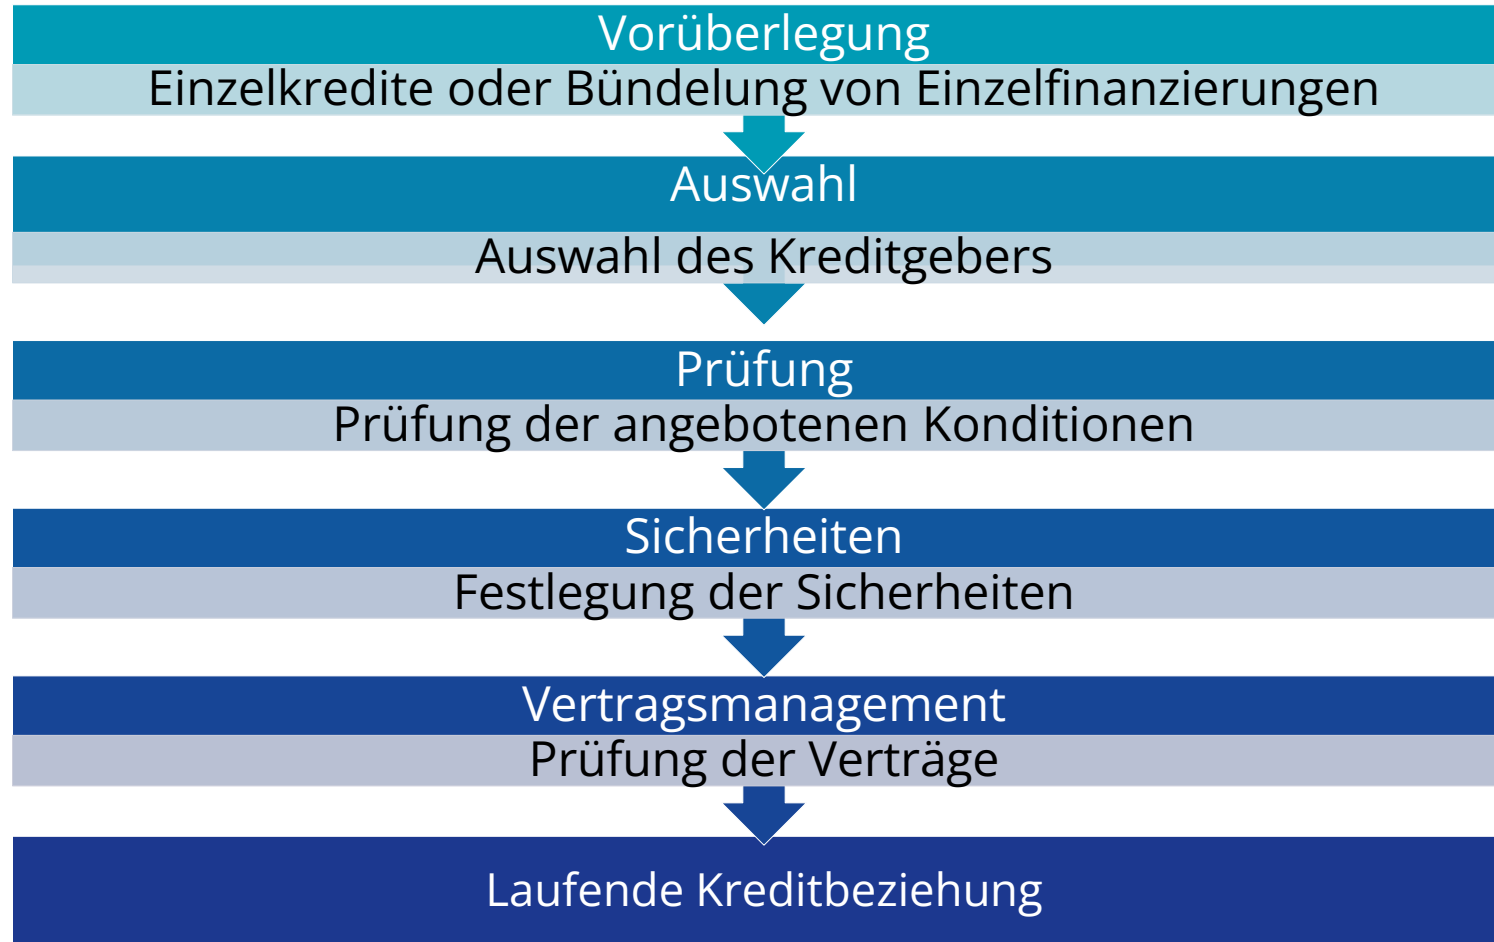 Vorüberlegung
Einzelkredite oder Bündelung von Einzelfinanzierungen
Auswahl
Auswahl des Kreditgebers
Prüfung
Prüfung der angebotenen Konditionen
Sicherheiten
Festlegung der Sicherheiten
Vertragsmanagement
Prüfung der Verträge
Laufende Kreditbeziehung